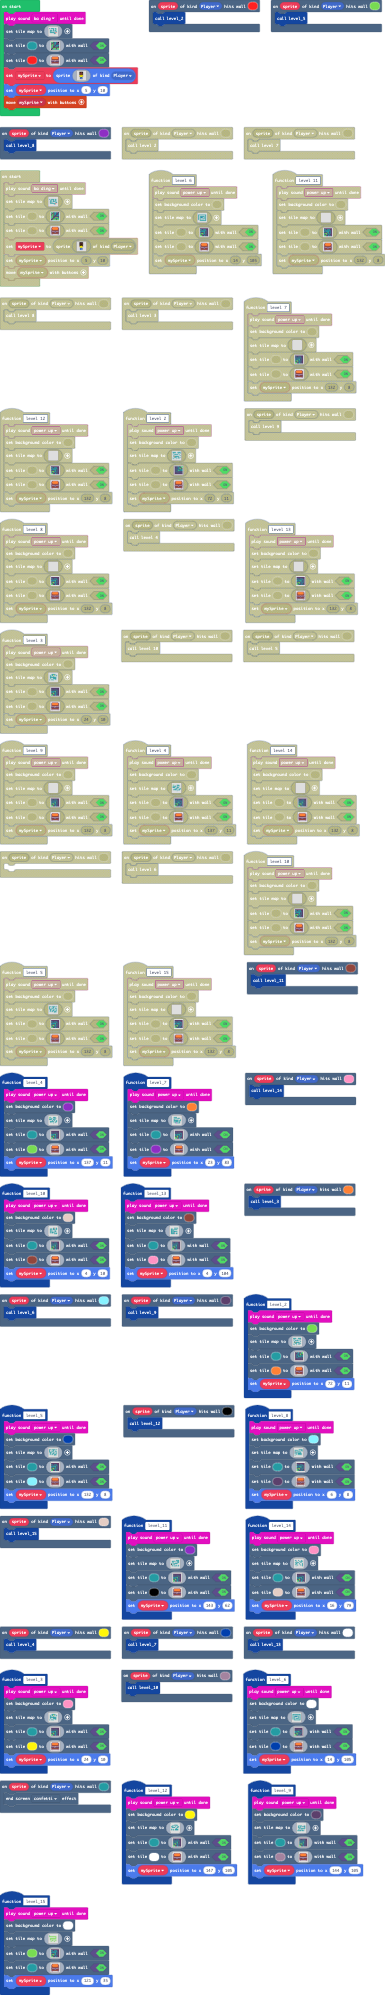 on start
play sound ba ding until done
set tile map to
set tile to with wall
set tile to with wall
set mySprite to sprite of kind Player
set mySprite position to x y 10
move mySprite with buttons
on sprite of kind Player hits wall
call level_2
on sprite of kind Player hits wall
call level_5
on sprite of kind Player hits wall
call level_8
on sprite of kind Player hits wall
on sprite of kind Player hits wall
call level 7
on start
play sound ba ding until done
set tile map to
set tile to with wall
set tile to with wall
set mySprite to sprite of kind Player
set mySprite position to x y 10
move mySprite with buttons
function level 6
play sound power up until done
set background color to
set tile map to
set tile to with wall
set tile to with wall
set mySprite position to x 14 y 105
function level 11
play sound power up until done
set background color to
set tile map to
set tile to with wall
set tile to with wall
set mySprite position to x 152 y 8
on sprite of kind Player hits wall
on sprite of kind Player hits wall
function level 7
play sound power up until done
set background color to
set tile map to
set tile to with wall
set tile to with wall
set mySprite position to x 152 y 8
function level 12
play sound power up until done
set background color to
set tile map to
set tile to with wall
set tile to with wall
set mySprite position to x 152 y 8
function level 2
play sound power up until done
set background color to
set tile map to
set tile to with wall
set tile to with wall
set mySprite position to x 72 y 11
on sprite of kind Player hits wall
function level 8
play sound power up until done
set background color to
set tile map to
set tile to with wall
set tile to with wall
set mySprite position to x 152 y 8
on sprite of kind Player hits wall
function level 13
play sound power up until done
set background color to
set tile map to
set tile to with wall
set tile to with wall
set mySprite position to x 152 y 8
function level 3
play sound power up until done
set background color to
set tile map to
set tile to with wall
set tile to with wall
set mySprite position to x 24 y 10
on sprite of kind Player hits wall
call level 10
on sprite of kind Player hits wall
call level 5
function level 9
play sound power up until done
set background color to
set tile map to
set tile to with wall
set tile to with wall
set mySprite position to x 152 y 8
function level 4
play sound power up until done
set background color to
set tile map to
set tile to with wall
set tile to with wall
set mySprite position to x 137 y 11
function level 14
play sound power up until done
set background color to
set tile map to
set tile to with wall
set tile to with wall
set mySprite position to x 152 y 8
on sprite of kind Player hits wall
on sprite of kind Player hits wall
call level 6
function level 10
play sound power up until done
set background color to
set tile map to
set tile to with wall
set tile to with wall
set mySprite position to x 152 y 8
function level 5
play sound power up until done
set background color to
set tile map to
set tile to with wall
set tile to with wall
set mySprite position to x 152 y 8
function level 15
play sound power up until done
set background color to
set tile map to
set tile to with wall
set tile to with wall
set mySprite position to x 152 y 8
on sprite of kind Player hits wall
call level_11
function level_4
play sound power up until done
set background color to
set tile map to
set tile to with wall
set tile to with wall
set mySprite position to x 137 y 11
function level_7
play sound power up until done
set background color to
set tile map to
set tile to with wall
set tile to with wall
set mySprite position to x y
on sprite of kind Player hits wall
call level_14
function level_10
play sound power up until done
set background color to
set tile map to
set tile to with wall
set tile to with wall
set mySprite position to x y 10
function level_13
play sound power up until done
set background color to
set tile map to
set tile to with wall
set tile to with wall
set mySprite position to x y 104
on sprite of kind Player hits wall
call level_3
on sprite of kind Player hits wall
call level_6
on sprite of kind Player hits wall
call level_9
function level_2
play sound power up until done
set background color to
set tile map to
set tile to with wall
set tile to with wall
set mySprite position to x 72 y 11
function level_5
play sound power up until done
set background color to
set tile map to
set tile to with wall
set tile to with wall
set mySprite position to x 152 y 8
on sprite of kind Player hits wall
call level_12
function level_8
set background color to
set tile map to
set tile to with wall
set tile to with wall
set mySprite position to x y
on sprite of kind Player hits wall
call level_15
function level_11
play sound power up until done
set background color to
set tile map to
set tile to with wall
set tile to with wall
set mySprite position to x 143 y
function level_14
play sound power up until done
set background color to
set tile map to
set tile to with wall
set tile to with wall
set mySprite position to x 16 y
on sprite of kind Player hits wall
call level_4
on sprite of kind Player hits wall
call level_7
on sprite of kind Player hits wall
call level_13
function level_3
play sound power up until done
set background color to
set tile map to
set tile to with wall
set tile to with wall
set mySprite position to x 24 y 10
on sprite of kind Player hits wall
call level_10
function level_6
play sound power up until done
set background color to
set tile map to
set tile to with wall
set tile to with wall
set mySprite position to x 14 y 105
on sprite of kind Player hits wall
end screen confetti effect
function level_12
play sound power up until done
set background color to
set tile map to
set tile to with wall
set tile to with wall
set mySprite position to x 147 y 105
function level_9
play sound power up until done
set background color to
set tile map to
set tile to with wall
set tile to with wall
set mySprite position to x 144 y 105
function level_15
play sound power up until done
set background color to
set tile map to
set tile to with wall
set tile to with wall
set mySprite position to x 121 y 25